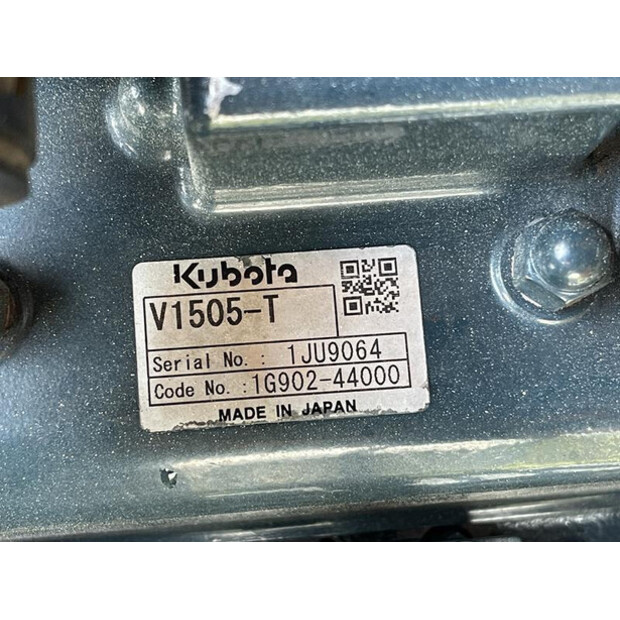 Kubota
V1505-T
Serial No. : 1JU9064
Code No. :1G902-44000
MADE IN JAPAN